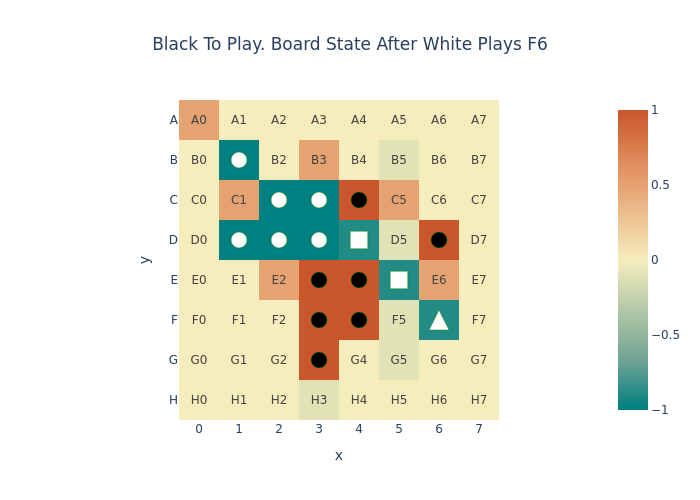 Black To Play. Board State After White Plays F6
A A0 A1 A2 A3 A4 A5 A6 A7
B B0 B2 B3 B4 B5 B6 B7
C C0 C1 C5 C6 C7
D D0 D5 D7
E E0 E1 E2 E6 E7
F F0 F1 F2 F5 F7
G G0 G1 G2 G4 G5 G6 G7
H H0 H1 H2 H3 H4 H5 H6 H7
0 1 2 3 4 5 6 7
x
y
1
0.5
0
−0.5
−1